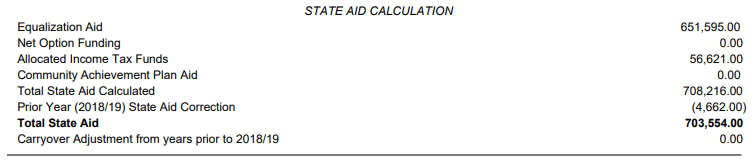 STATE AID CALCULATION
Equalization Aid 651,595.00
Net Option Funding 0.00
Allocated Income Tax Funds 56,621.00
Community Achievement Plan Aid 0.00
Total State Aid Calculated 708,216.00
Prior Year (2018/19) State Aid Correction (4,662.00)
Total State Aid 703,554.00
Carryover Adjustment from years prior to 2018/19 0.00